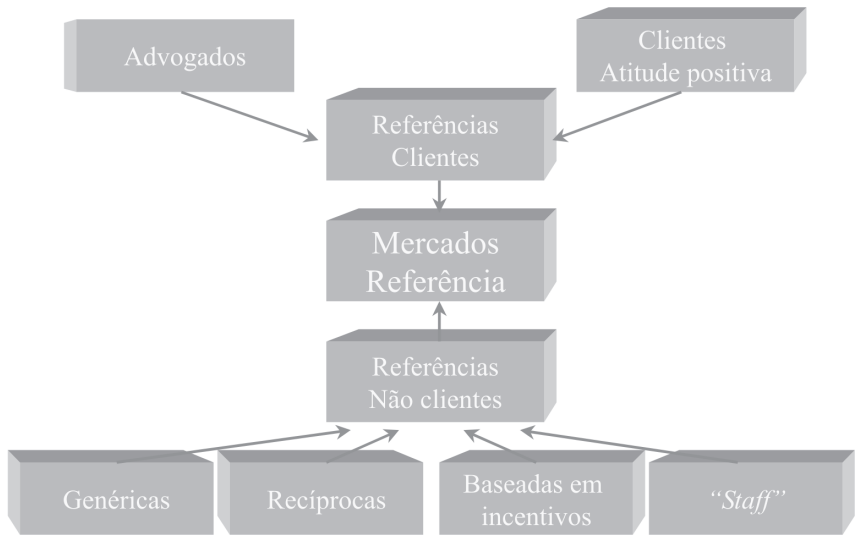 Advogados
Clientes
Atitude positiva
Referências
Clientes
Mercados
Referência
Referências
Não clientes
Genéricas
Recíprocas
Baseadas em
incentivos
“Staff”